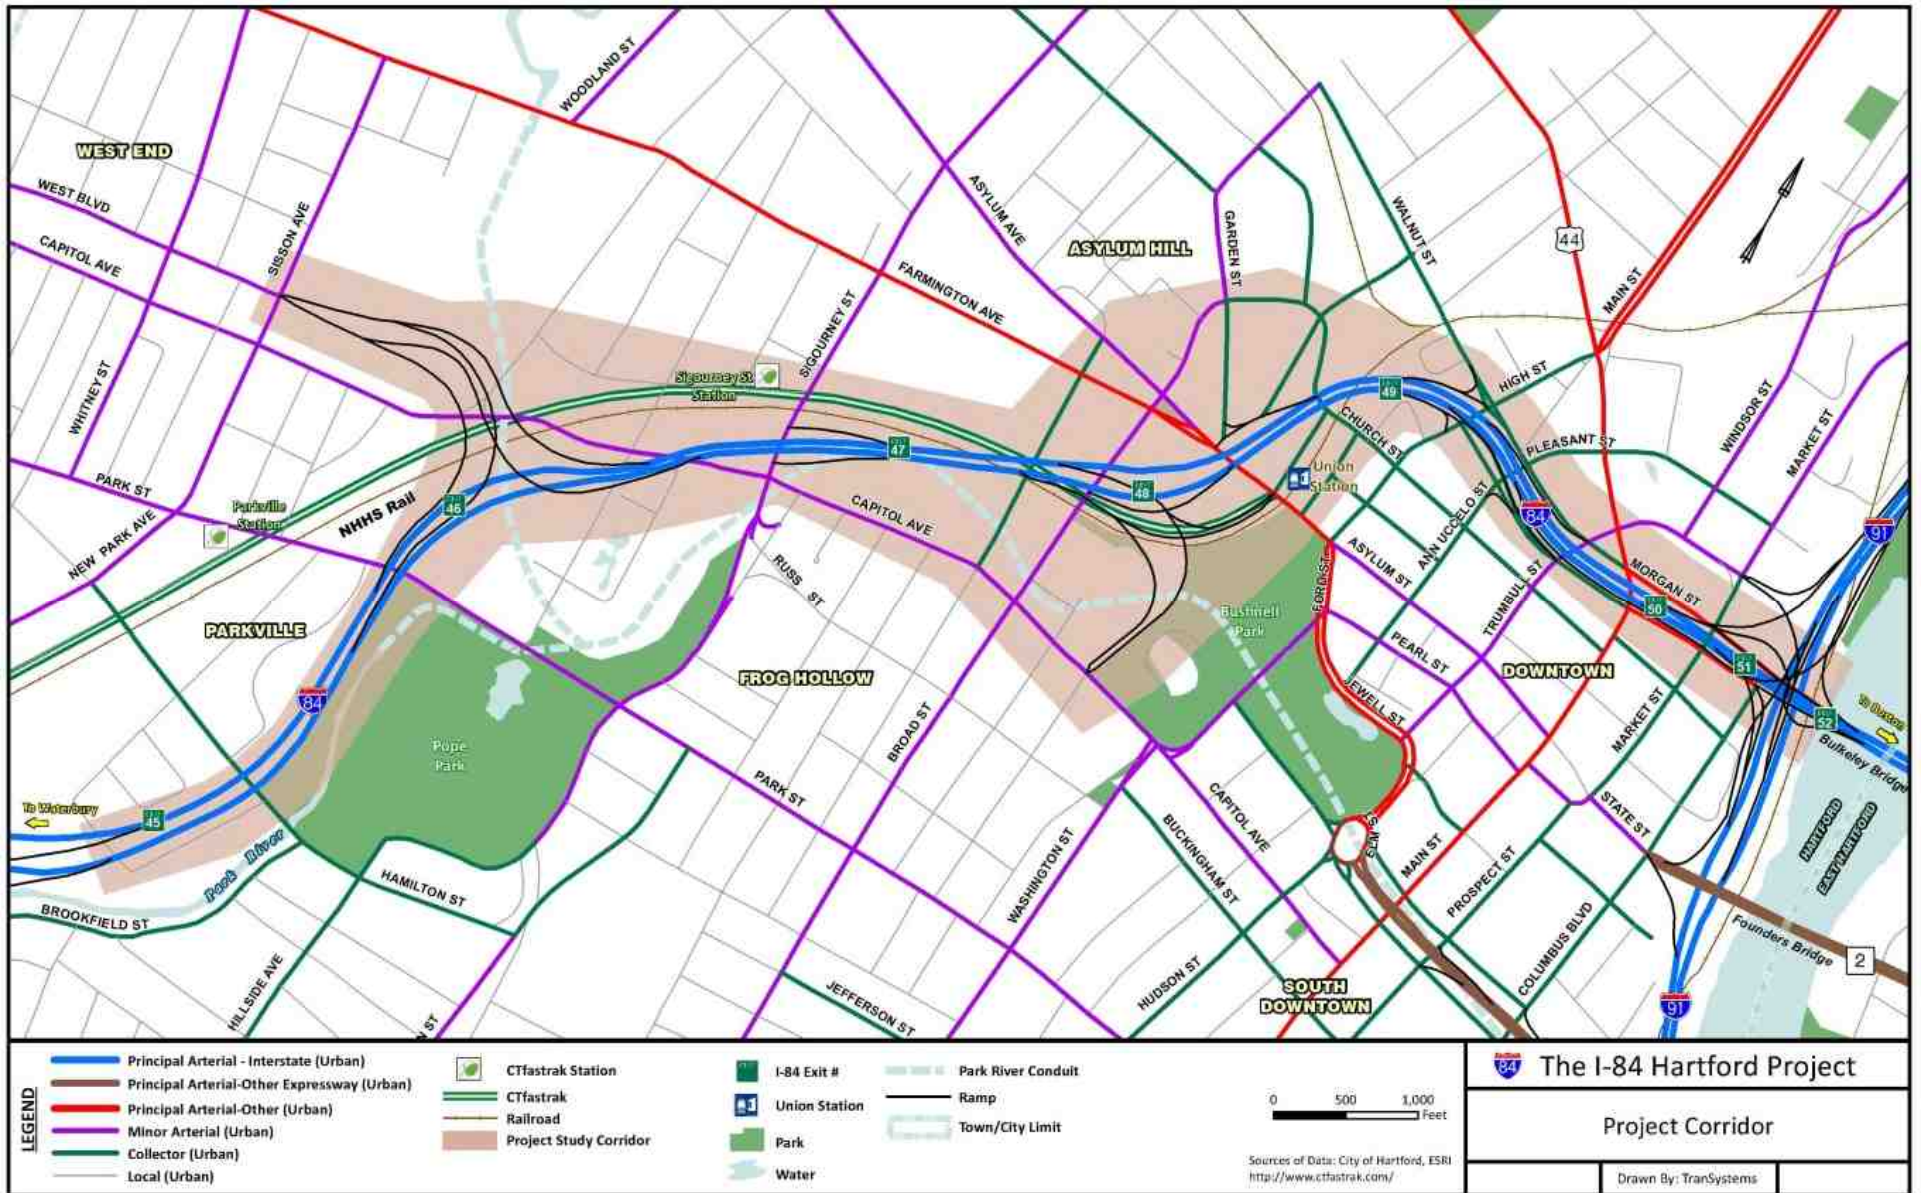 WOODLAND ST
WEST END
WEST BLVD
SISSON AVE
CAPITOL AVE
ASYLUM AVE
ASYLUM HILL
GARDEN ST
WALNUT ST
44
MAIN ST
FARMINGTON AVE
SIGOURNEY ST
WHITNEY ST
Sigourney St
Station
HIGH ST
49
CHURCH ST
WINDSOR ST
MARKET ST
PLEASANT ST
47
Union
Station
PARK ST
Parkville
Station
NHHS Rail
46
48
CAPITOL AVE
ANN UCCELO ST
84
91
NEW PARK AVE
RUSS ST
ASYLUM ST
FORD ST
TRUMBULL ST
MORGAN ST
50
PARKVILLE
Bushnell
Park
PEARL ST
DOWNTOWN
51
FROG HOLLOW
84
JEWELL ST
MARKET ST
52
To Boston
Bulkeley Bridge
Pope
Park
BROAD ST
PARK ST
CAPITOL AVE
STATE ST
HARTFORD
EAST HARTFORD
To Waterbury
45
Park River
HAMILTON ST
BROOKFIELD ST
WASHINGTON ST
BUCKINGHAM ST
ELM ST
MAIN ST
PROSPECT ST
COLUMBUS BLVD
Founders Bridge
2
HILLSIDE AVE
N ST
JEFFERSON ST
HUDSON ST
SOUTH
DOWNTOWN
91
LEGEND
Principal Arterial - Interstate (Urban)
Principal Arterial-Other Expressway (Urban)
Principal Arterial-Other (Urban)
Minor Arterial (Urban)
Collector (Urban)
Local (Urban)
CTfastrak Station
CTfastrak
Railroad
Project Study Corridor
EXIT
I-84 Exit #
Union Station
Park
Water
Park River Conduit
Ramp
Town/City Limit
0 500 1,000
Feet
Sources of Data: City of Hartford, ESRI
http://www.ctfastrak.com/
84 The I-84 Hartford Project
Project Corridor
Drawn By: TranSystems